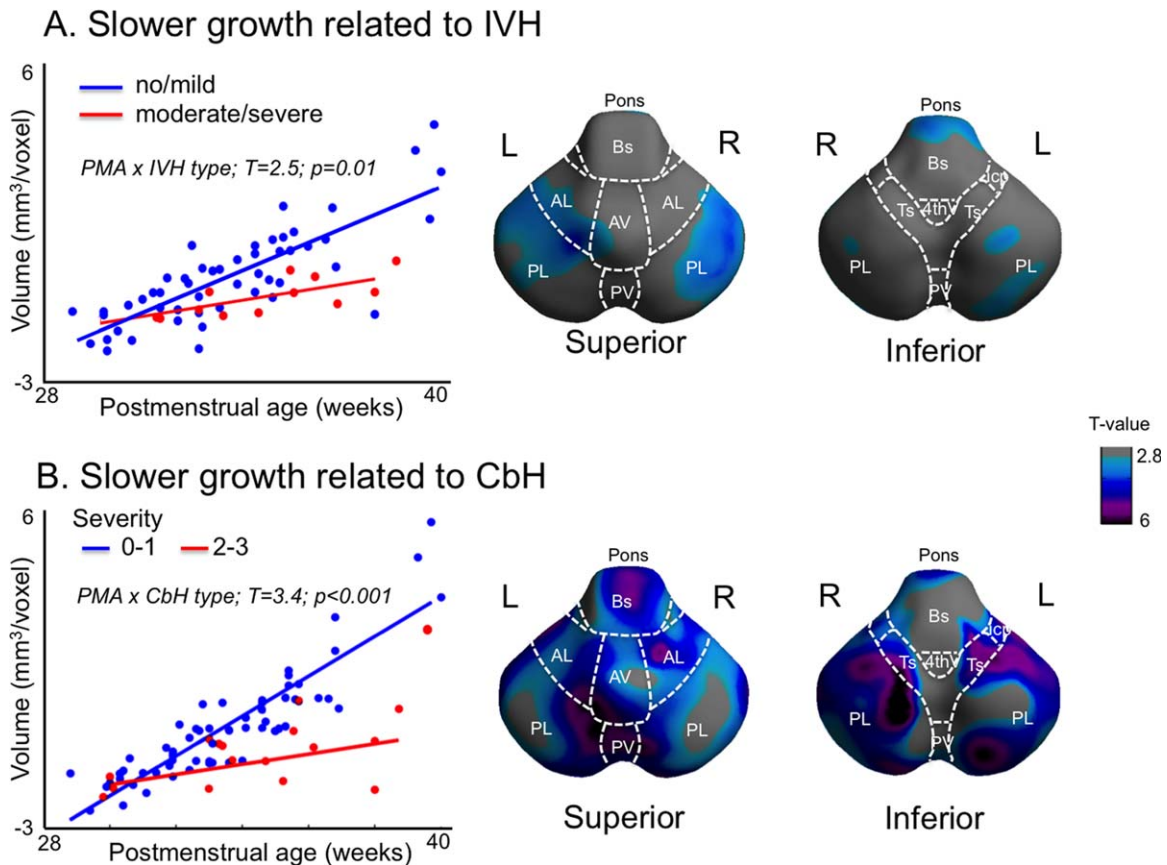 A. Slower growth related to IVH
6
no/mild
moderate/severe
PMA x IVH type; T=2.5; p=0.01
Volume (mm³/voxel)
-3
28
Postmenstrual age (weeks)
40
Pons
L
R
Bs
AL
AV
AL
PL
PL
PV
Superior
Pons
R
L
Bs
Icp
Ts
4thV
Ts
PL
PL
PV
Inferior
T-value
2.8
6
B. Slower growth related to CbH
6
Severity
0-1
2-3
PMA x CbH type; T=3.4; p<0.001
Volume (mm³/voxel)
-3
28
Postmenstrual age (weeks)
40
Pons
L
R
Bs
AL
AV
AL
PL
PL
PV
Superior
Pons
R
L
Bs
Icp
Ts
4thV
Ts
PL
PL
PV
Inferior